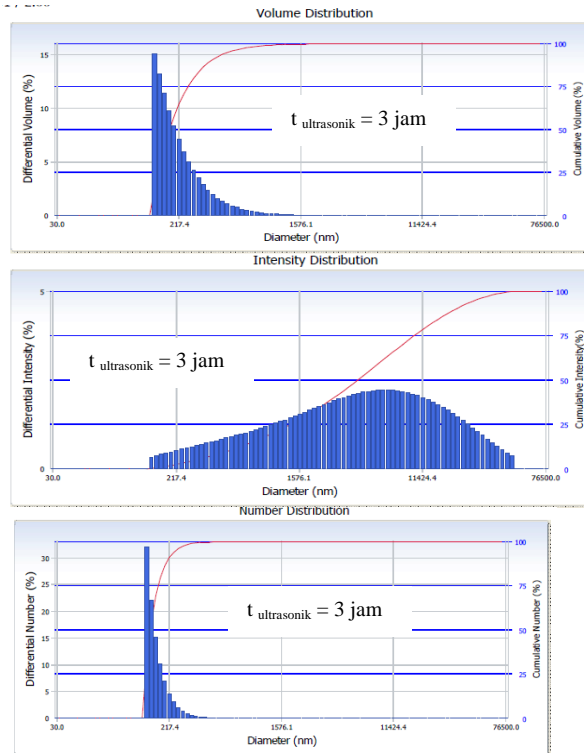 Volume Distribution
Differential Volume (%)
15
10
5
0
100
75
50
25
0
Cumulative Volume (%)
t ultrasonik = 3 jam
30.0 217.4 1576.1 11424.4 76500.0
Diameter (nm)
Intensity Distribution
Differential Intensity (%)
5
0
100
75
50
25
0
Cumulative Intensity(%)
t ultrasonik = 3 jam
30.0 217.4 1576.1 11424.4 76500.0
Diameter (nm)
Number Distribution
Differential Number (%)
30
25
20
15
10
5
0
100
75
50
25
0
Cumulative Number (%)
t ultrasonik = 3 jam
30.0 217.4 1576.1 11424.4 76500.0
Diameter (nm)